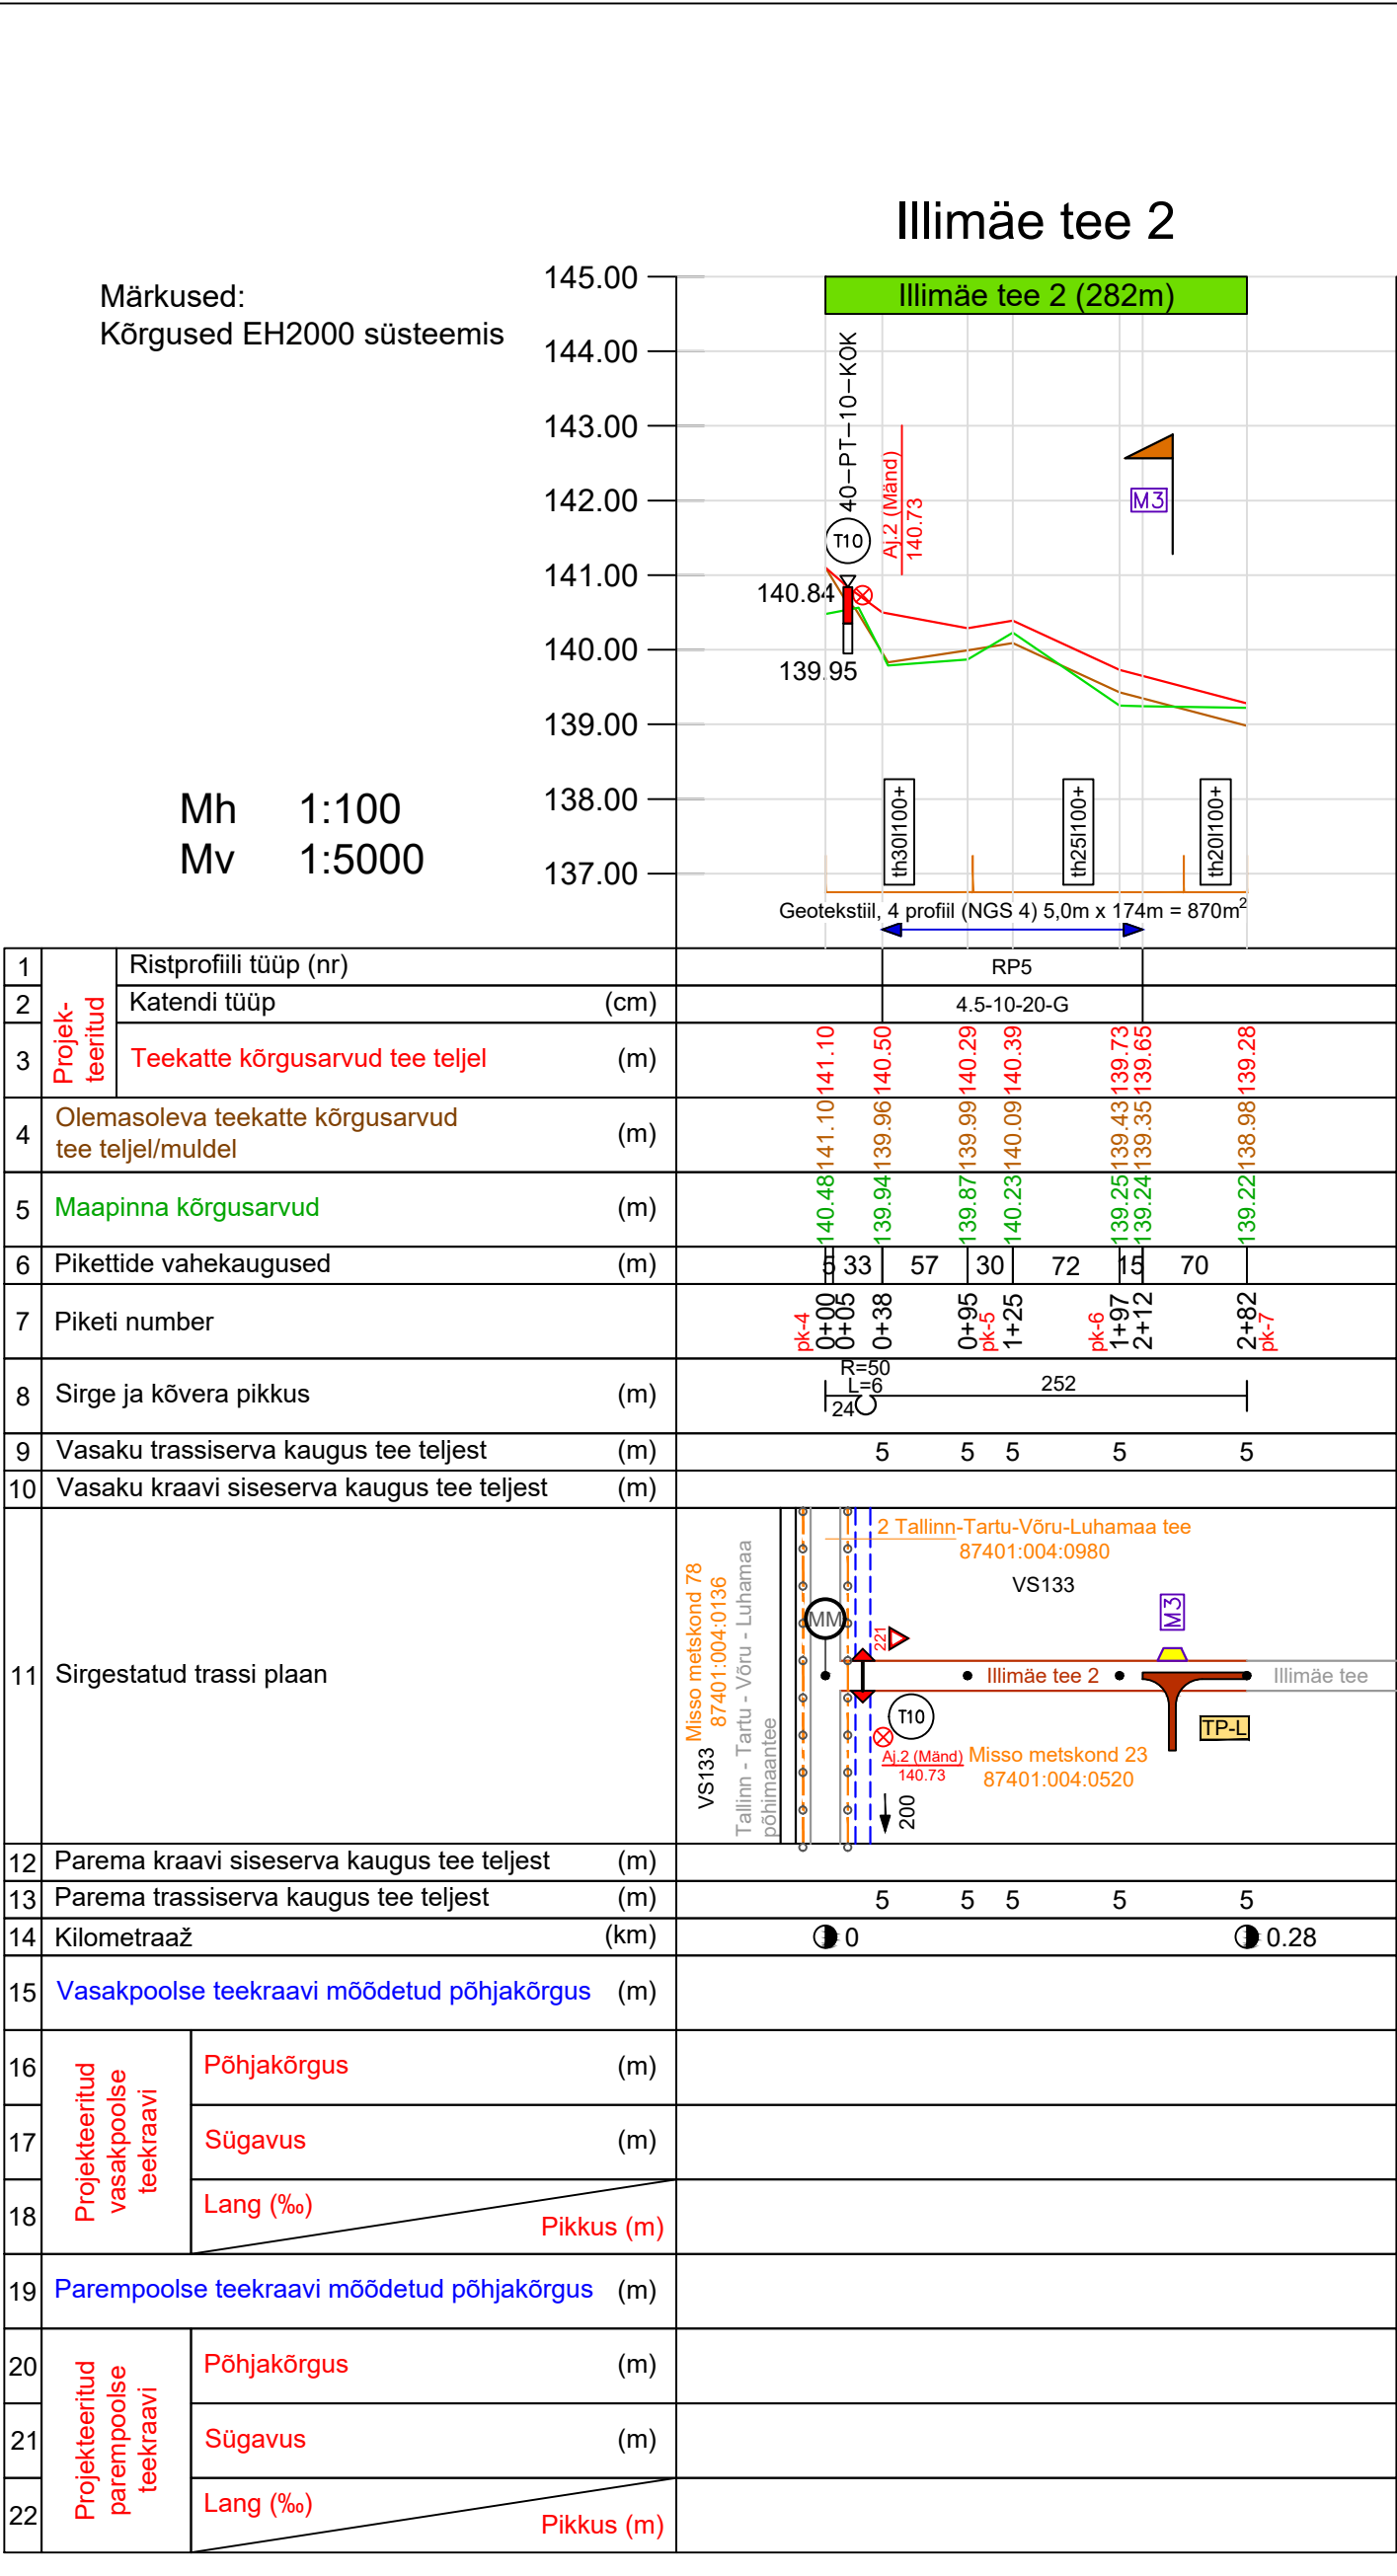 Illimäe tee 2
Märkused:
Kõrgused EH2000 süsteemis
145.00
144.00
143.00
142.00
141.00
140.00
139.00
138.00
137.00
Mh 1:100
Mv 1:5000
Illimäe tee 2 (282m)
40-PT-10-KOK
T10
Aj.2 (Mänd)
140.73
M3
140.84
139.95
th30l100+
th25l100+
th20l100+
Geotekstiil, 4 profiil (NGS 4) 5,0m x 174m = 870m²
Projek-
teeritud
1 Ristprofiili tüüp (nr) RP5
2 Katendi tüüp (cm) 4.5-10-20-G
3 Teekatte kõrgusarvud tee teljel (m) 141.10 140.50 140.29 140.39 139.73 139.65 139.28
4 Olemasoleva teekatte kõrgusarvud
tee teljel/muldel (m) 141.10 139.96 139.99 140.09 139.43 139.35 138.98
5 Maapinna kõrgusarvud (m) 140.48 139.94 139.87 140.23 139.25 139.24 139.22
6 Pikettide vahekaugused (m) 5 33 57 30 72 15 70
7 Piketi number pk-4 0+00 0+05 0+38 0+95 pk-5 1+25 pk-6 1+97 2+12 2+82 pk-7
8 Sirge ja kõvera pikkus (m) 24 R=50 L=6 252
9 Vasaku trassiserva kaugus tee teljest (m) 5 5 5 5 5
10 Vasaku kraavi siseserva kaugus tee teljest (m)
11 Sirgestatud trassi plaan
VS133
Misso metskond 78
87401:004:0136
Tallinn - Tartu - Võru - Luhamaa
põhimaantee
2 Tallinn-Tartu-Võru-Luhamaa tee
87401:004:0980
VS133
MM
221
M3
Illimäe tee 2
Illimäe tee
T10
TP-L
Aj.2 (Mänd)
140.73
Misso metskond 23
87401:004:0520
200
12 Parema kraavi siseserva kaugus tee teljest (m)
13 Parema trassiserva kaugus tee teljest (m) 5 5 5 5 5
14 Kilometraaž (km) 0 0.28
15 Vasakpoolse teekraavi mõõdetud põhjakõrgus (m)
Projekteeritud
vasakpoolse
teekraavi
16 Põhjakõrgus (m)
17 Sügavus (m)
18 Lang (‰) Pikkus (m)
19 Parempoolse teekraavi mõõdetud põhjakõrgus (m)
Projekteeritud
parempoolse
teekraavi
20 Põhjakõrgus (m)
21 Sügavus (m)
22 Lang (‰) Pikkus (m)